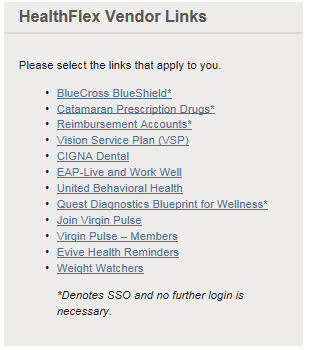 HealthFlex Vendor Links
Please select the links that apply to you.
• BlueCross BlueShield*
• Catamaran Prescription Drugs*
• Reimbursement Accounts*
• Vision Service Plan (VSP)
• CIGNA Dental
• EAP-Live and Work Well
• United Behavioral Health
• Quest Diagnostics Blueprint for Wellness*
• Join Virgin Pulse
• Virgin Pulse – Members
• Evive Health Reminders
• Weight Watchers
*Denotes SSO and no further login is
necessary.